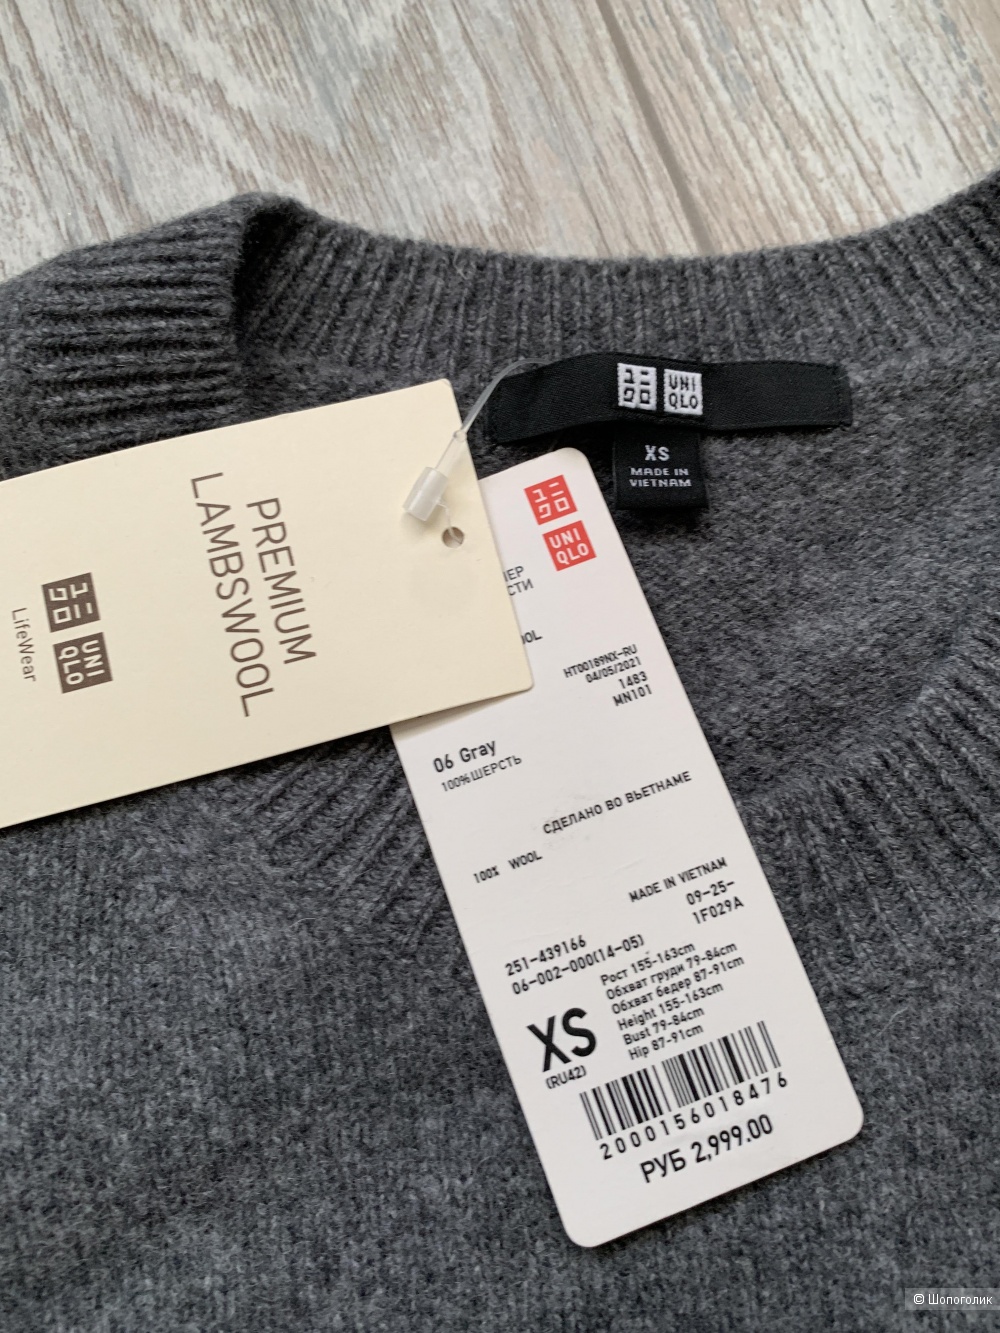 UNI
QLO
XS
MADE IN
VIETNAM
PREMIUM
LAMBSWOOL
UNI
QLO
LifeWear
UNI
QLO
HT00189NX-RU
04/05/2021
1483
MN101
06 Gray
100%ШЕРСТЬ
СДЕЛАНО ВО ВЬЕТНАМЕ
100% WOOL
MADE IN VIETNAM
09-25-
1F029A
251-439166
06-002-000(14-05)
XS
(RU42)
Рост 155-163cm
Обхват груди 79-84cm
Обхват бедер 87-91cm
Height 155-163cm
Bust 79-84cm
Hip 87-91cm
2000156018476
РУБ 2,999.00
© Шопоголик